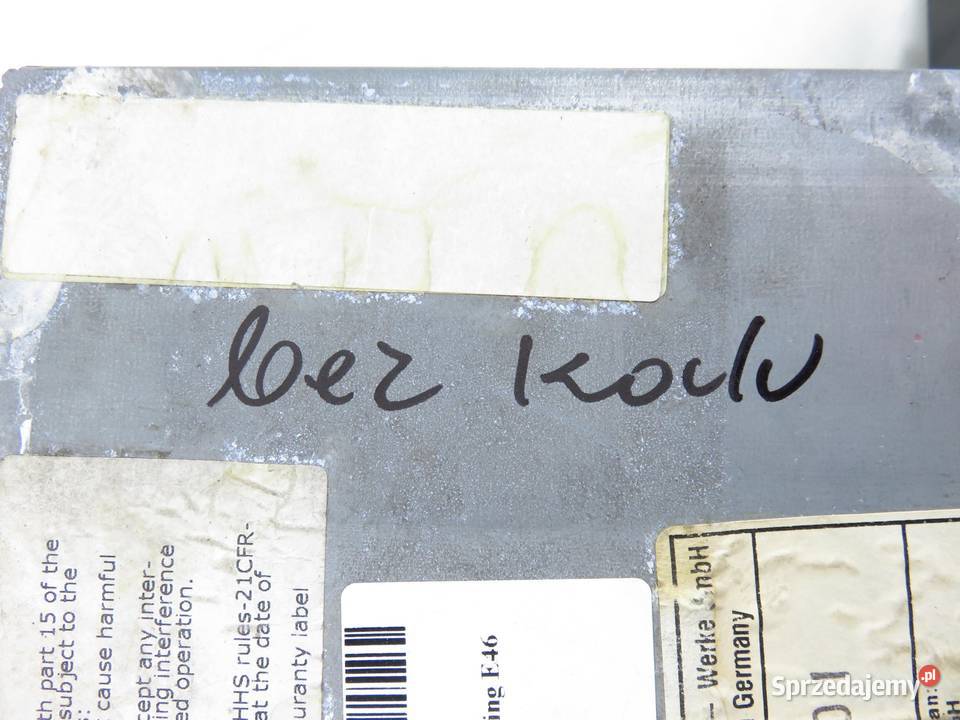 bez kodu
th part 15 of the
subject to the
s:
cause harmful
cept any inter-
ing interference
ed operation.
HHS rules-21CFR-
at the date of
uranty label
ing E46
Werke GmbH
Germany
Sprzedajemy.pl